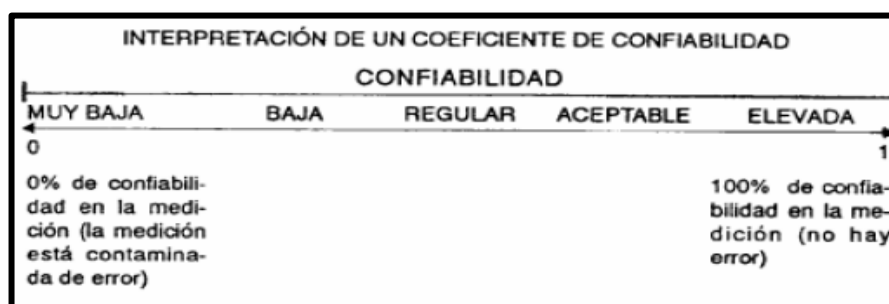 INTERPRETACIÓN DE UN COEFICIENTE DE CONFIABILIDAD
CONFIABILIDAD
MUY BAJA BAJA REGULAR ACEPTABLE ELEVADA
0 1
0% de confiabili-
dad en la medi-
ción (la medición
está contamina-
da de error)
100% de confia-
bilidad en la me-
dición (no hay
error)